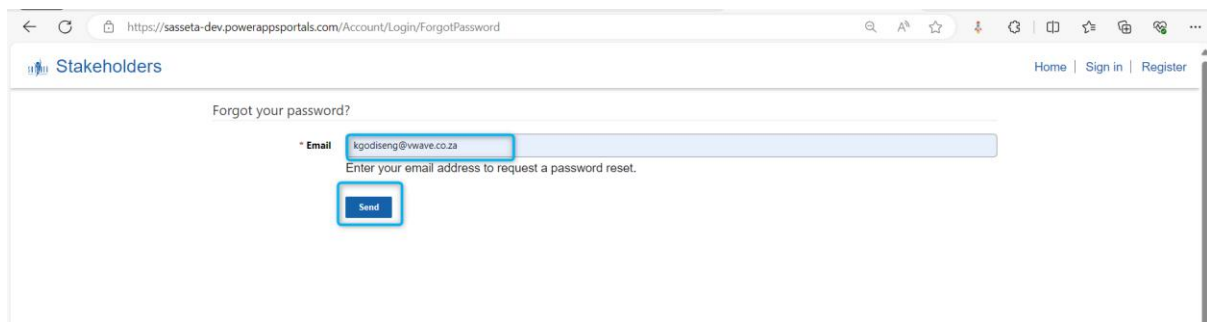 https://sasseta-dev.powerappsportals.com/Account/Login/ForgotPassword
Stakeholders
Home | Sign in | Register
Forgot your password?
* Email kgodiseng@vwave.co.za
Enter your email address to request a password reset.
Send